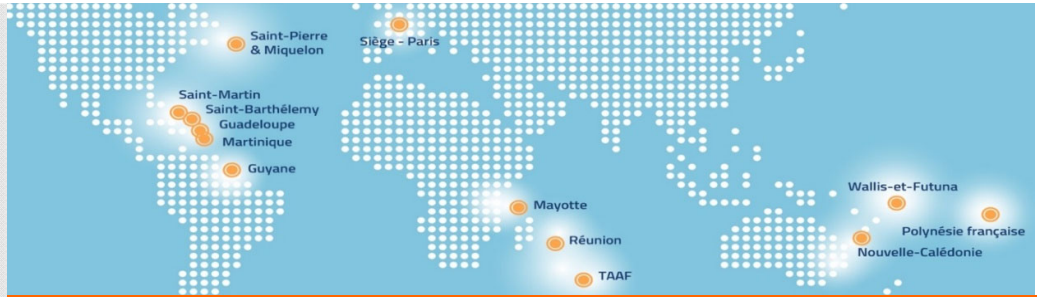 Saint-Pierre
& Miquelon
Siège - Paris
Saint-Martin
Saint-Barthélemy
Guadeloupe
Martinique
Guyane
Mayotte
Réunion
TAAF
Wallis-et-Futuna
Polynésie française
Nouvelle-Calédonie